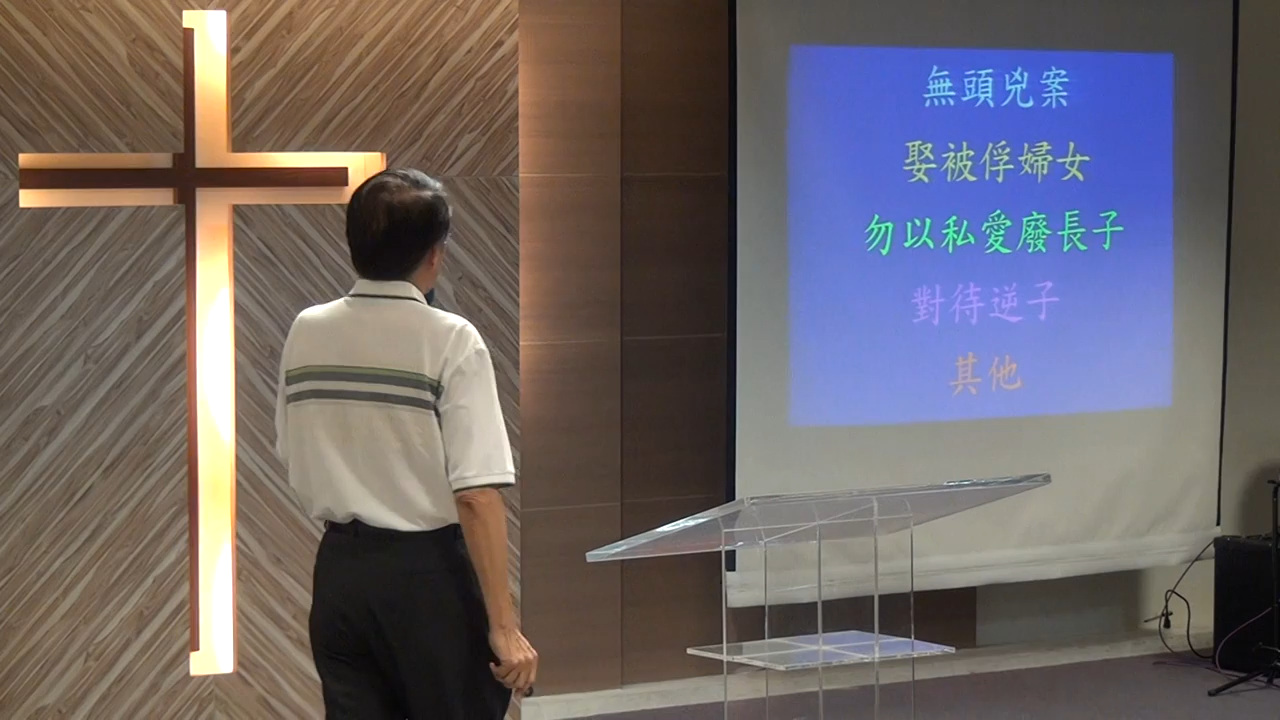 無頭兇案
娶被俘婦女
勿以私愛廢長子
對待逆子
其他